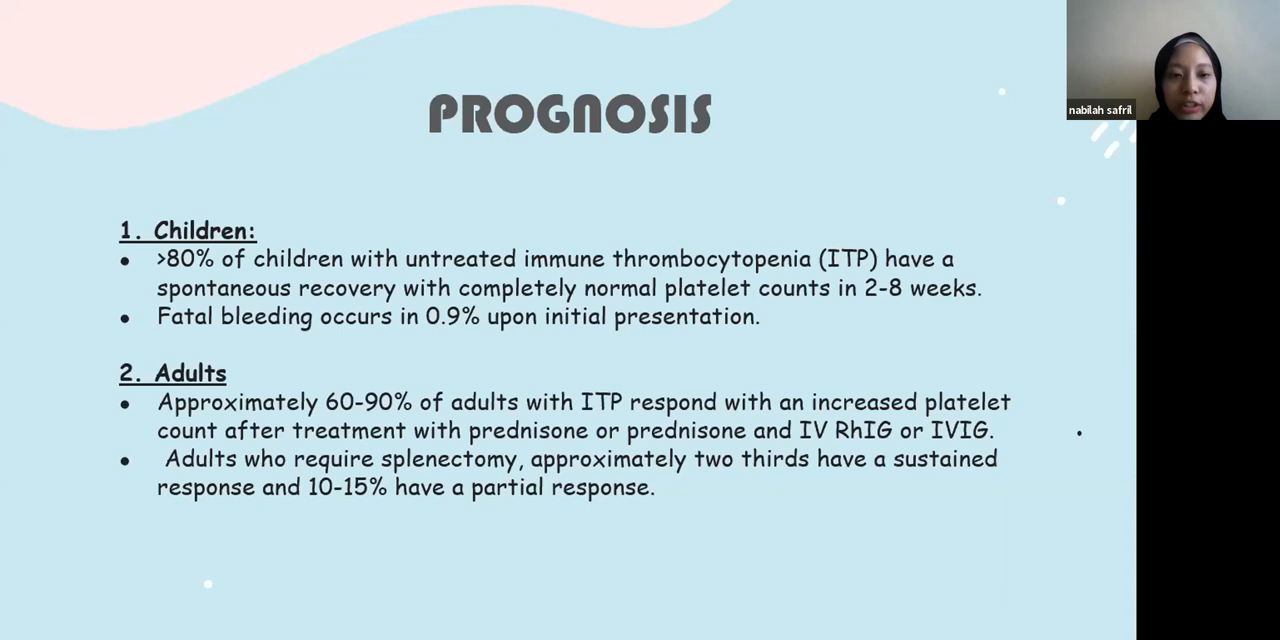 PROGNOSIS
nabilah safril
1. Children:
• >80% of children with untreated immune thrombocytopenia (ITP) have a
spontaneous recovery with completely normal platelet counts in 2-8 weeks.
• Fatal bleeding occurs in 0.9% upon initial presentation.
2. Adults
• Approximately 60-90% of adults with ITP respond with an increased platelet
count after treatment with prednisone or prednisone and IV RhIG or IVIG.
• Adults who require splenectomy, approximately two thirds have a sustained
response and 10-15% have a partial response.